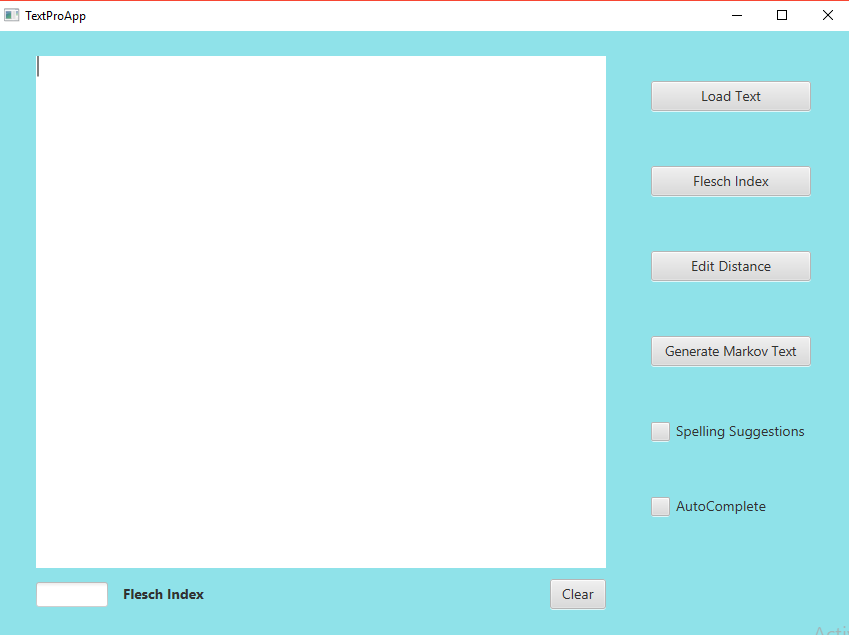 TextProApp
Load Text
Flesch Index
Edit Distance
Generate Markov Text
Spelling Suggestions
AutoComplete
Flesch Index
Clear